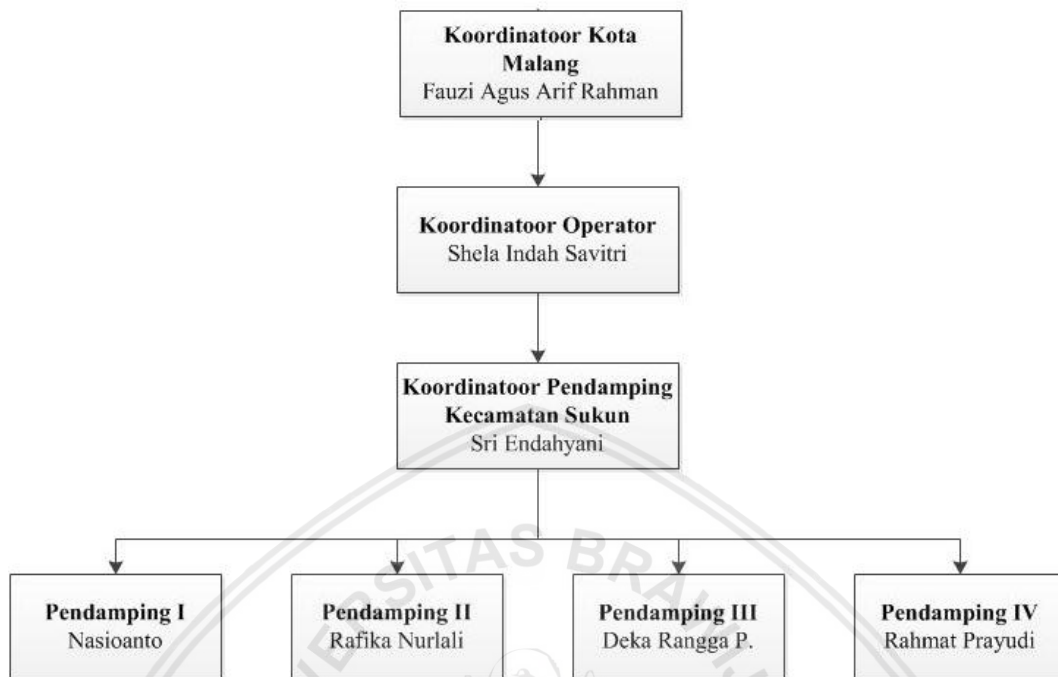 Koordinatoor Kota
Malang
Fauzi Agus Arif Rahman
Koordinatoor Operator
Shela Indah Savitri
Koordinatoor Pendamping
Kecamatan Sukun
Sri Endahyani
Pendamping I
Nasioanto
Pendamping II
Rafika Nurlali
Pendamping III
Deka Rangga P.
Pendamping IV
Rahmat Prayudi